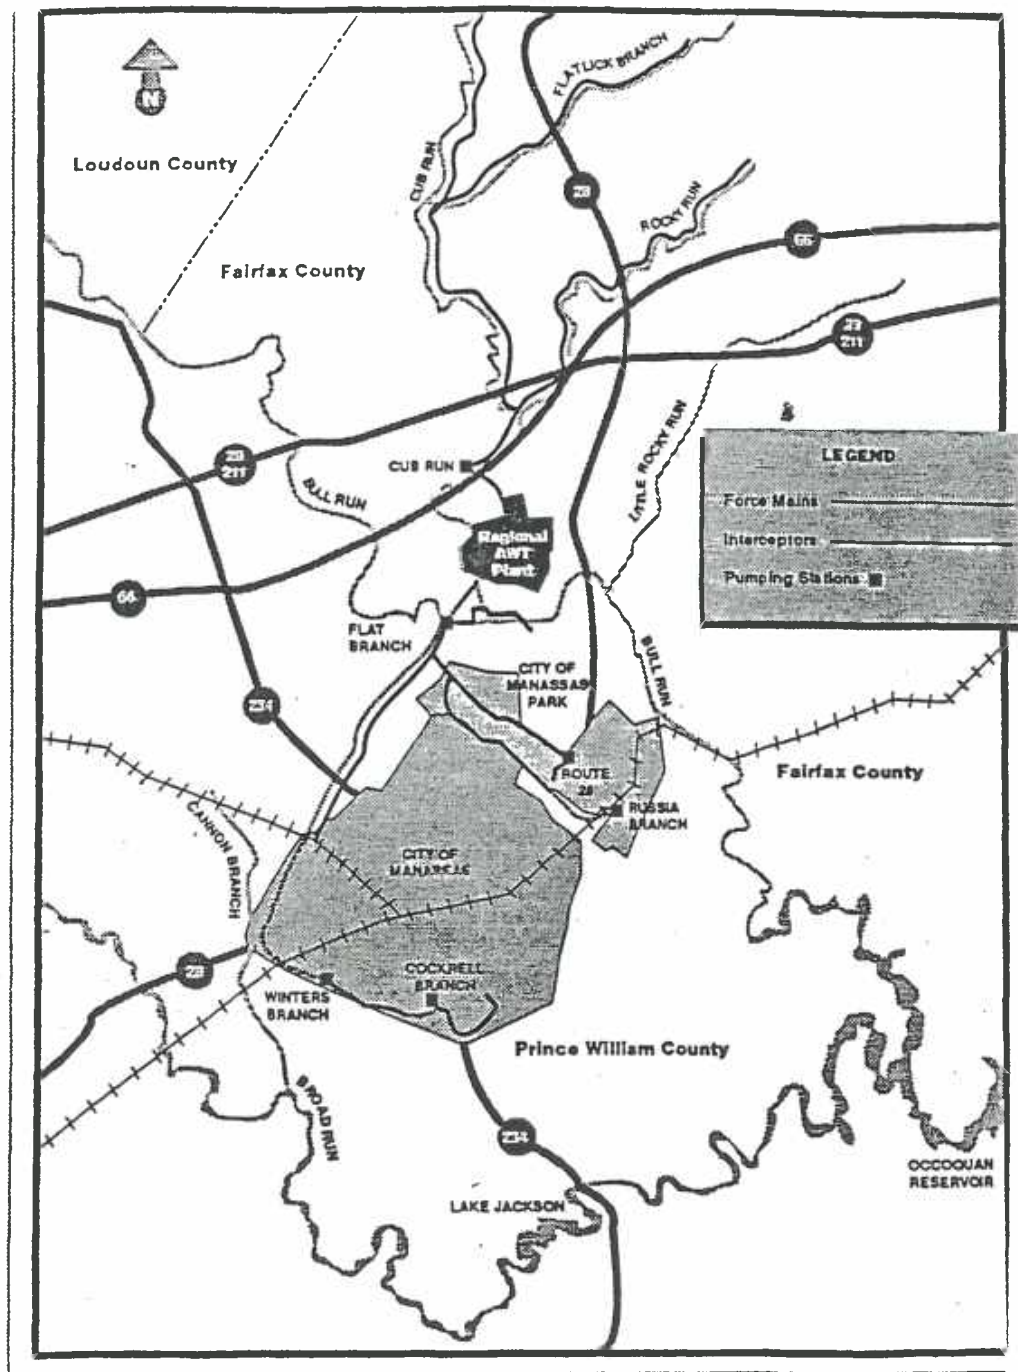 N
Loudoun County
Fairfax County
CUB RUN
FLATLICK BRANCH
28
ROCKY RUN
66
29
211
LITTLE ROCKY RUN
LEGEND
Force Mains
Interceptors
Pumping Stations
29
211
CUB RUN
BULL RUN
Regional
AWT
Plant
66
FLAT
BRANCH
BULL RUN
CITY OF
MANASSAS
PARK
234
ROUTE
28
Fairfax County
RUSSIA
BRANCH
CANNON BRANCH
CITY OF
MANASSAS
28
WINTERS
BRANCH
COCKRELL
BRANCH
Prince William County
BROAD RUN
234
LAKE JACKSON
OCCOQUAN
RESERVOIR